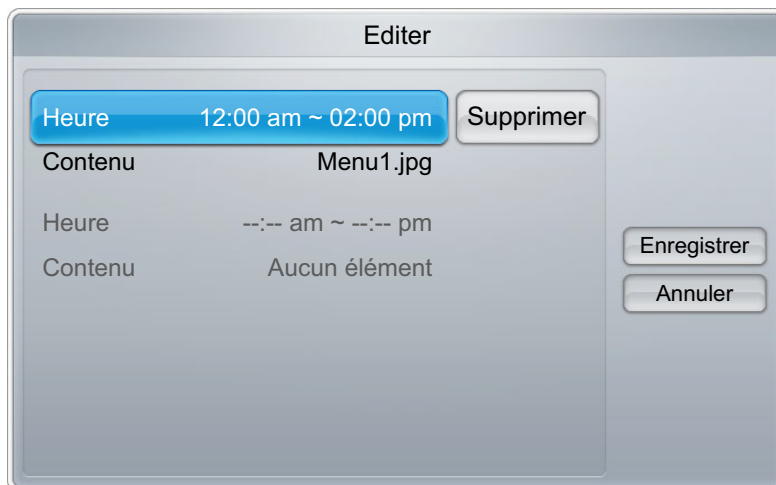 Editer
Heure 12:00 am ~ 02:00 pm Supprimer
Contenu Menu1.jpg
Heure --:-- am ~ --:-- pm
Contenu Aucun élément
Enregistrer
Annuler